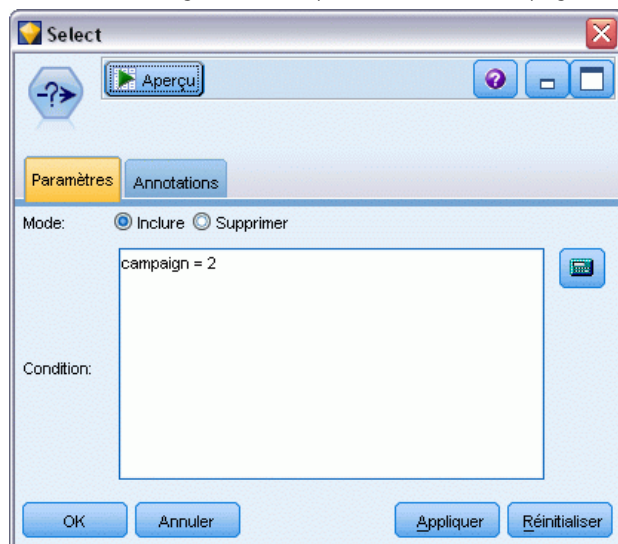 Select
Aperçu
Paramètres Annotations
Mode: Inclure Supprimer
campaign = 2
Condition:
OK Annuler Appliquer Réinitialiser